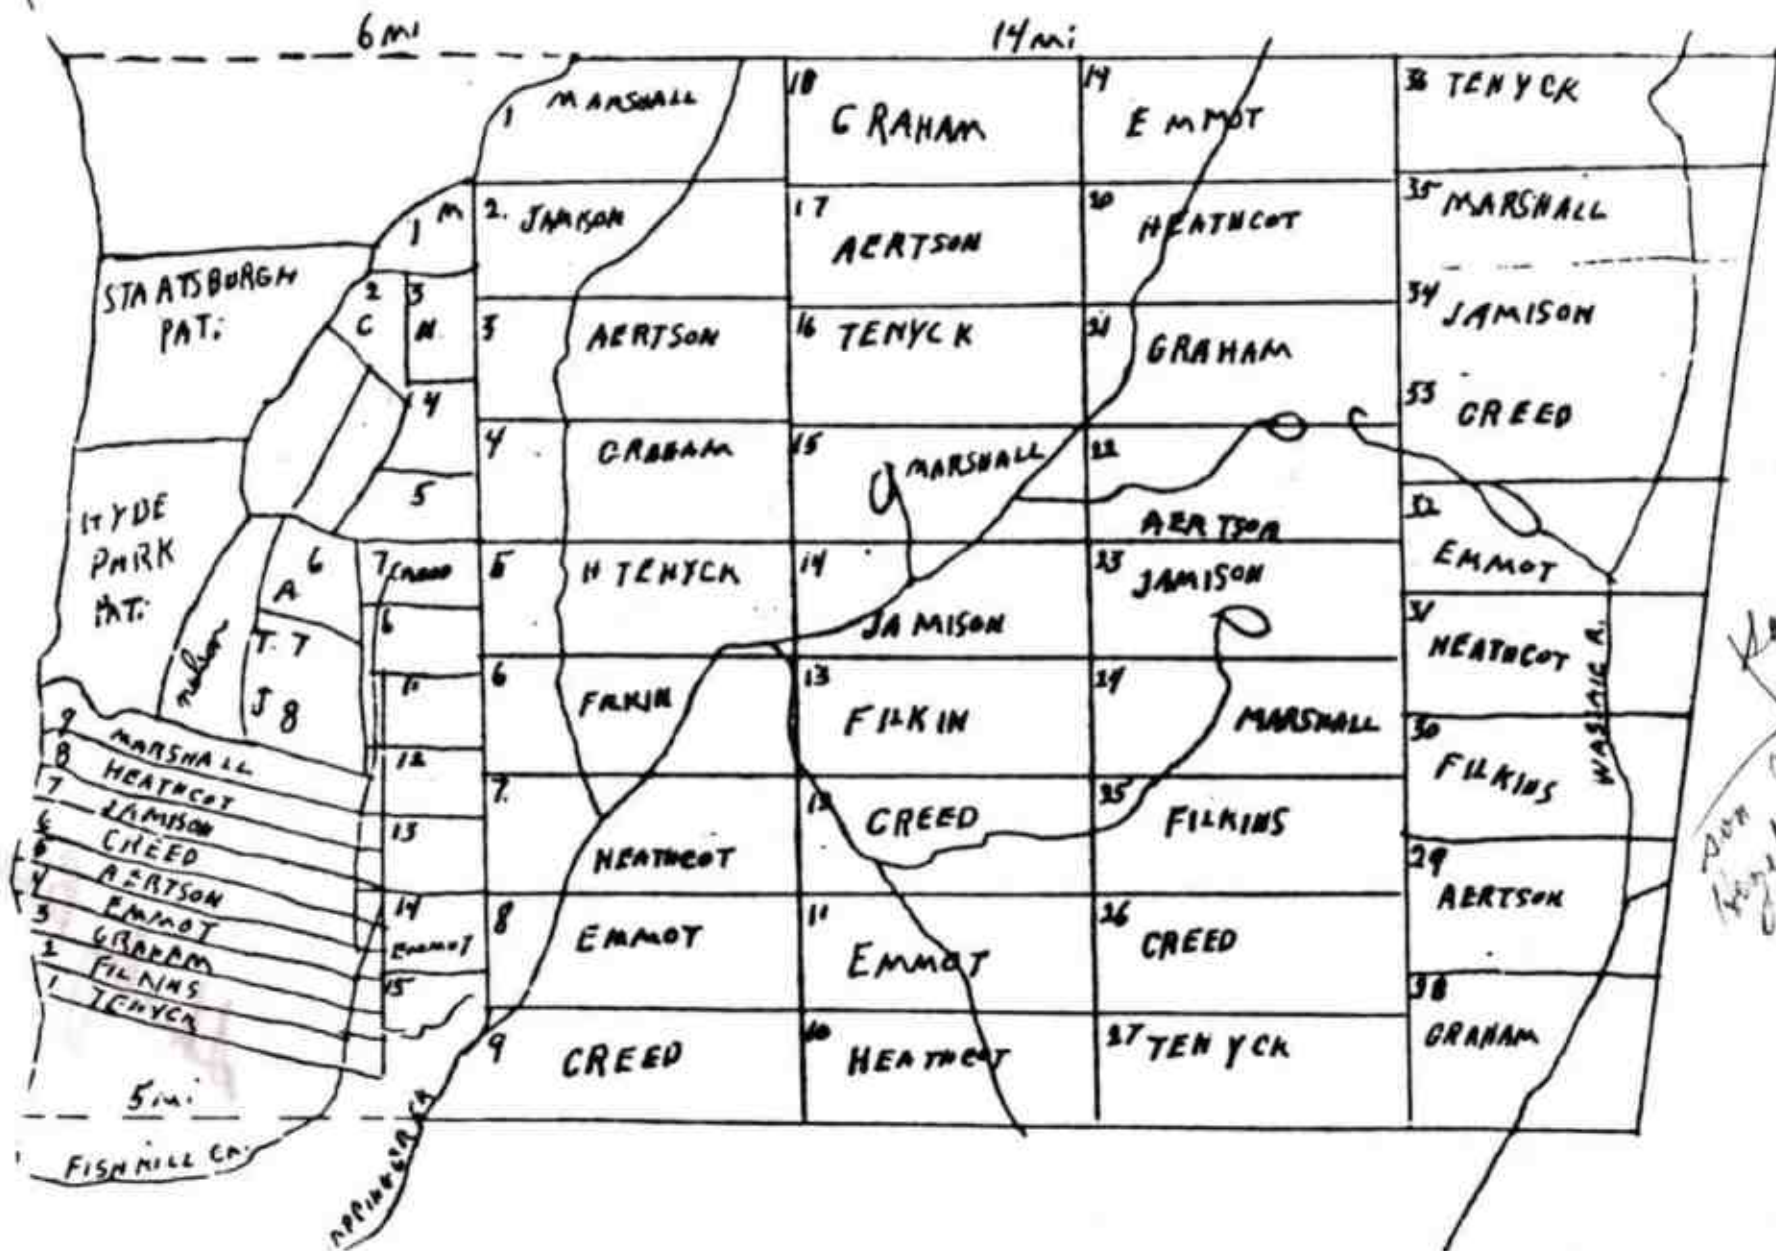 6 mi
14 mi
1 MARSHALL
18 GRAHAM
19 EMMOT
36 TENYCK
1 M
2. JAMISON
17 AERTSON
20 HEATHCOT
35 MARSHALL
STAATSBURGH
PAT:
2
C
3
H.
3 AERTSON
16 TENYCK
21 GRAHAM
34 JAMISON
33 CREED
4
4 GRAHAM
15 MARSHALL
22
AERTSON
5
HYDE
PARK
PAT:
32
EMMOT
6
A
7 CREED
5 H TENYCK
14
JAMISON
23
JAMISON
nelson
T. 7
J 8
6
11
6
FILKIN
13
FILKIN
24
MARSHALL
31
HEATHCOT
WASSAIC R.
30
FILKINS
9 MARSHALL
8 HEATHCOT
7 JAMISON
6 CREED
5 AERTSON
4 EMMOT
3 GRAHAM
2 FILKINS
1 TENYCK
12
13
14
EMMOT
15
7.
HEATHCOT
12
CREED
25
FILKINS
29
AERTSON
8
EMMOT
11
EMMOT
26
CREED
9
CREED
10
HEATHCOT
27 TENYCK
38
GRAHAM
5 mi
FISHKILL CR.